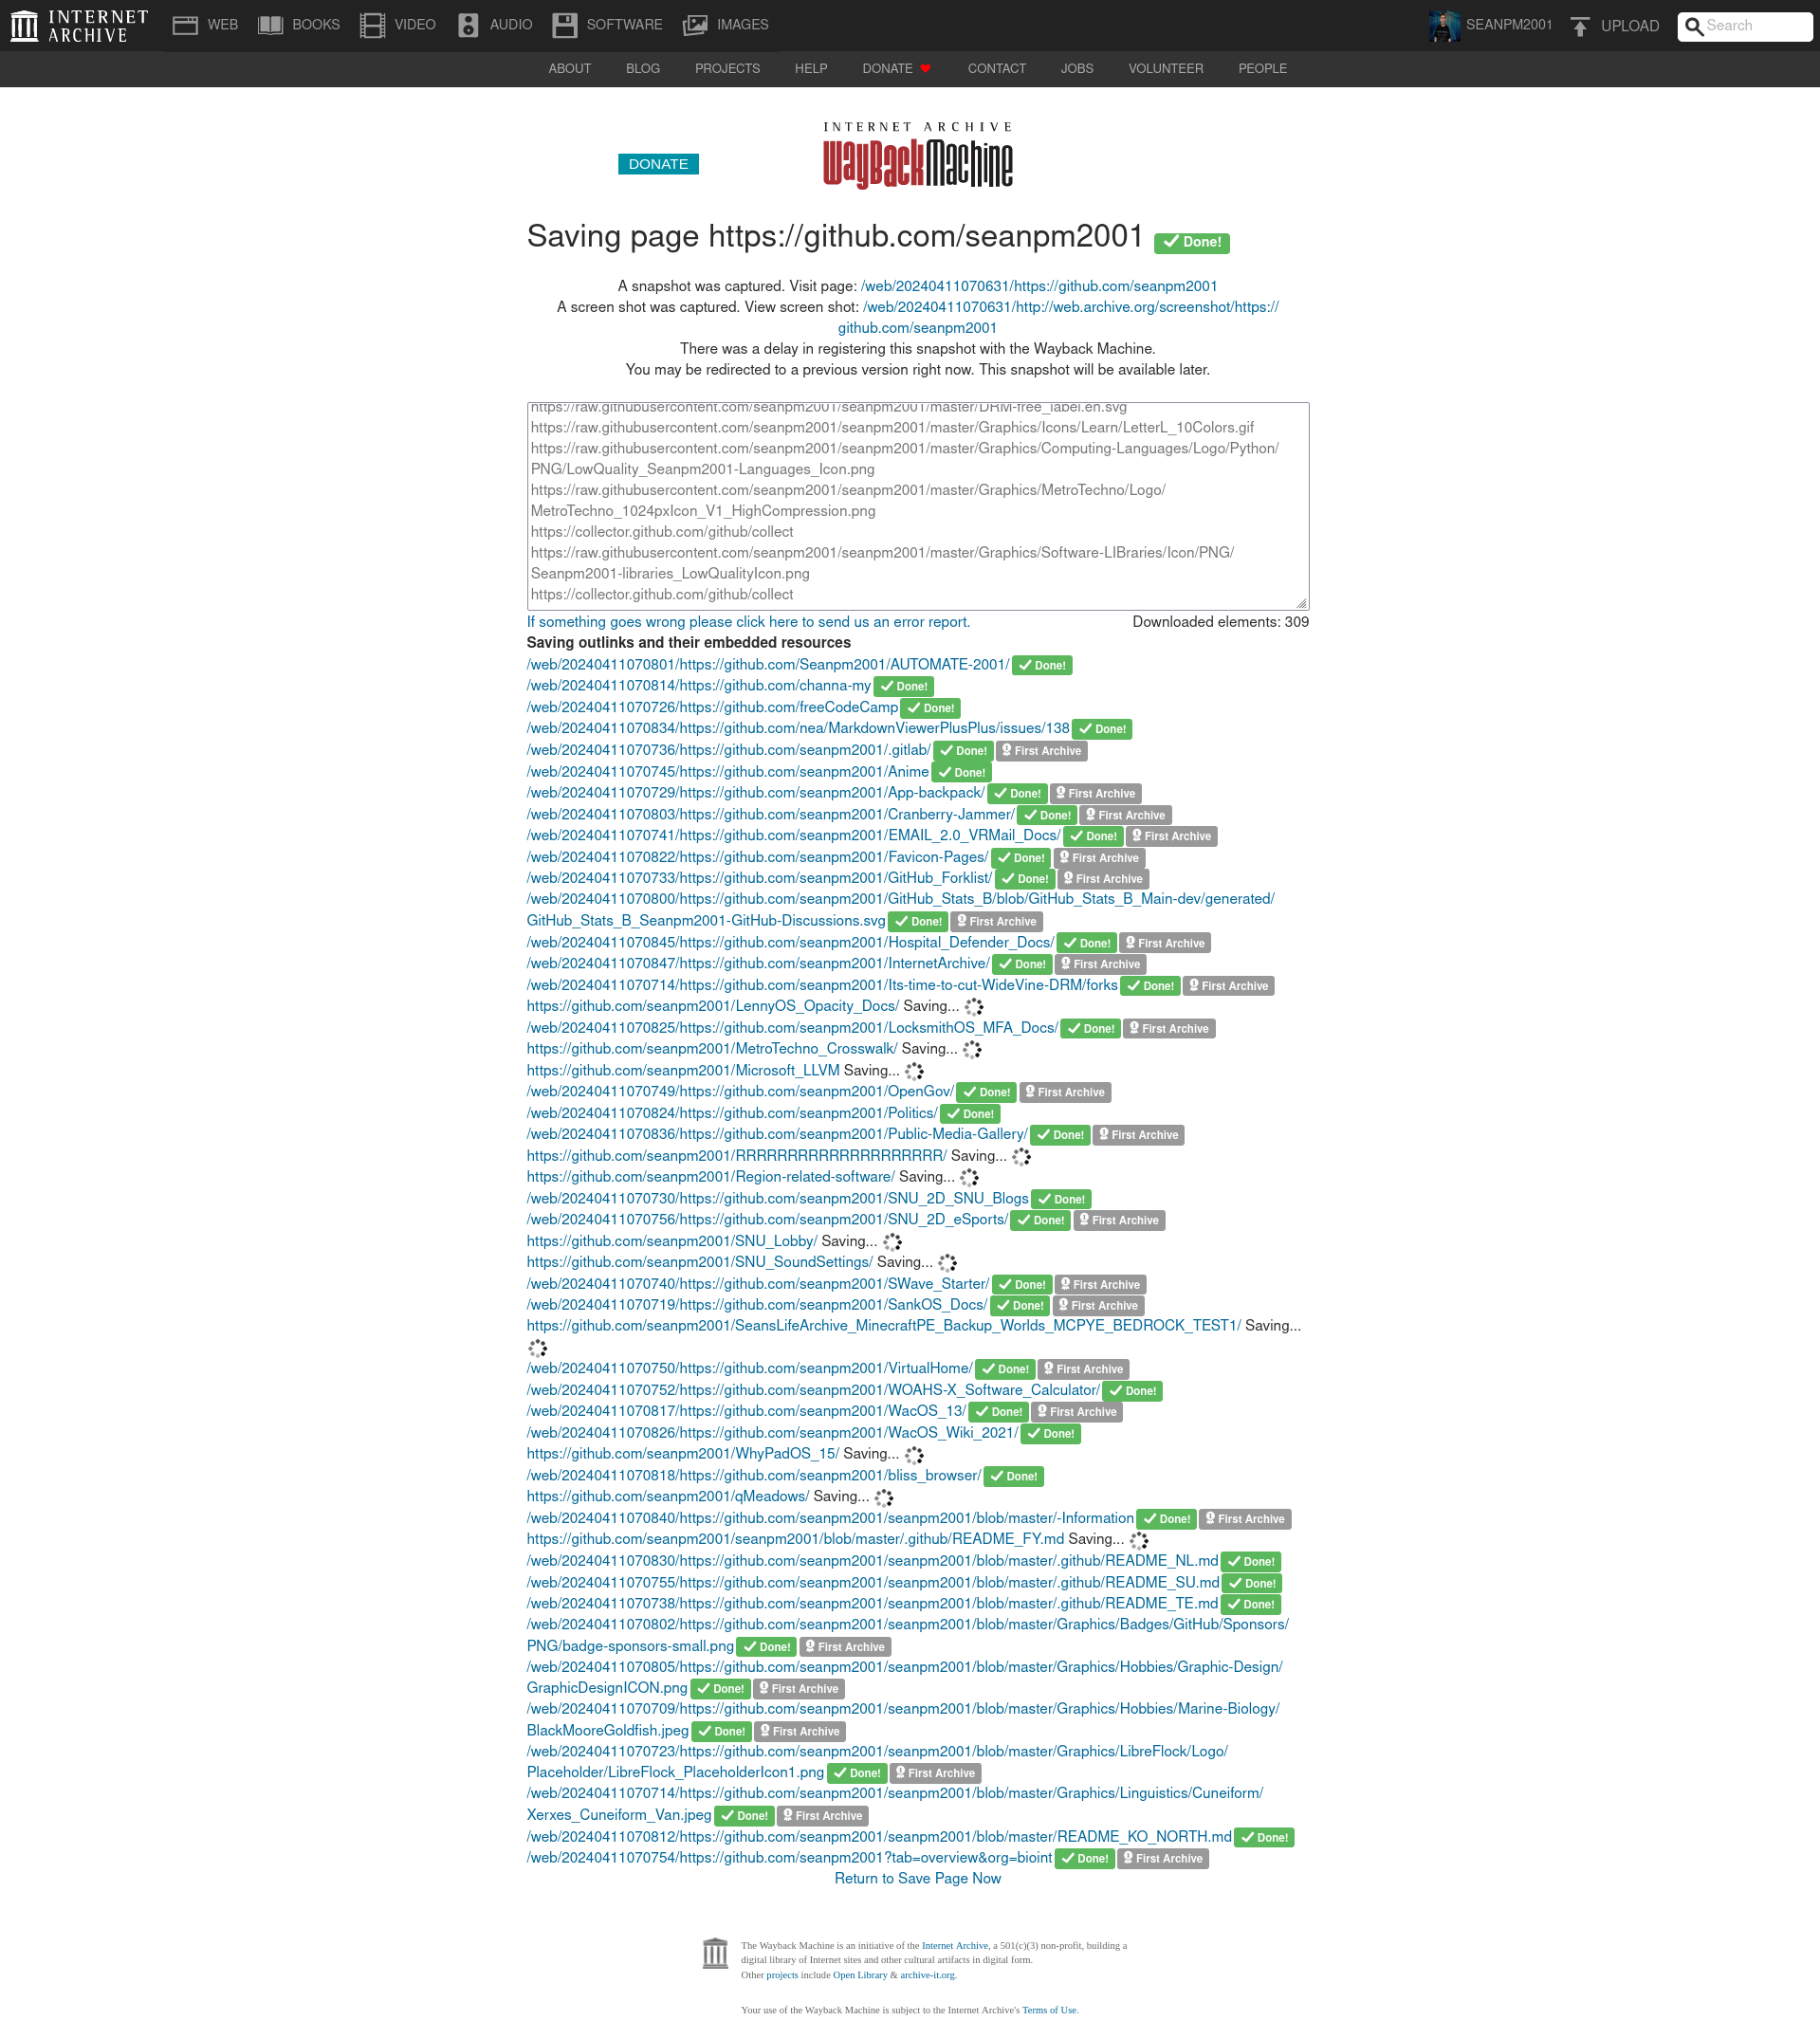 INTERNET ARCHIVE
WEB BOOKS VIDEO AUDIO SOFTWARE IMAGES SEANPM2001 UPLOAD Search
ABOUT BLOG PROJECTS HELP DONATE CONTACT JOBS VOLUNTEER PEOPLE
DONATE
INTERNET ARCHIVE
WayBackMachine
Saving page https://github.com/seanpm2001 Done!
A snapshot was captured. Visit page: /web/20240411070631/https://github.com/seanpm2001
A screen shot was captured. View screen shot: /web/20240411070631/http://web.archive.org/screenshot/https://
github.com/seanpm2001
There was a delay in registering this snapshot with the Wayback Machine.
You may be redirected to a previous version right now. This snapshot will be available later.
https://raw.githubusercontent.com/seanpm2001/seanpm2001/master/DRM-free_label.en.svg
https://raw.githubusercontent.com/seanpm2001/seanpm2001/master/Graphics/Icons/Learn/LetterL_10Colors.gif
https://raw.githubusercontent.com/seanpm2001/seanpm2001/master/Graphics/Computing-Languages/Logo/Python/
PNG/LowQuality_Seanpm2001-Languages_Icon.png
https://raw.githubusercontent.com/seanpm2001/seanpm2001/master/Graphics/MetroTechno/Logo/
MetroTechno_1024pxIcon_V1_HighCompression.png
https://collector.github.com/github/collect
https://raw.githubusercontent.com/seanpm2001/seanpm2001/master/Graphics/Software-LIBraries/Icon/PNG/
Seanpm2001-libraries_LowQualityIcon.png
https://collector.github.com/github/collect
If something goes wrong please click here to send us an error report. Downloaded elements: 309
Saving outlinks and their embedded resources
/web/20240411070801/https://github.com/Seanpm2001/AUTOMATE-2001/ Done!
/web/20240411070814/https://github.com/channa-my Done!
/web/20240411070726/https://github.com/freeCodeCamp Done!
/web/20240411070834/https://github.com/nea/MarkdownViewerPlusPlus/issues/138 Done!
/web/20240411070736/https://github.com/seanpm2001/.gitlab/ Done! First Archive
/web/20240411070745/https://github.com/seanpm2001/Anime Done!
/web/20240411070729/https://github.com/seanpm2001/App-backpack/ Done! First Archive
/web/20240411070803/https://github.com/seanpm2001/Cranberry-Jammer/ Done! First Archive
/web/20240411070741/https://github.com/seanpm2001/EMAIL_2.0_VRMail_Docs/ Done! First Archive
/web/20240411070822/https://github.com/seanpm2001/Favicon-Pages/ Done! First Archive
/web/20240411070733/https://github.com/seanpm2001/GitHub_Forklist/ Done! First Archive
/web/20240411070800/https://github.com/seanpm2001/GitHub_Stats_B/blob/GitHub_Stats_B_Main-dev/generated/
GitHub_Stats_B_Seanpm2001-GitHub-Discussions.svg Done! First Archive
/web/20240411070845/https://github.com/seanpm2001/Hospital_Defender_Docs/ Done! First Archive
/web/20240411070847/https://github.com/seanpm2001/InternetArchive/ Done! First Archive
/web/20240411070714/https://github.com/seanpm2001/Its-time-to-cut-WideVine-DRM/forks Done! First Archive
https://github.com/seanpm2001/LennyOS_Opacity_Docs/ Saving...
/web/20240411070825/https://github.com/seanpm2001/LocksmithOS_MFA_Docs/ Done! First Archive
https://github.com/seanpm2001/MetroTechno_Crosswalk/ Saving...
https://github.com/seanpm2001/Microsoft_LLVM Saving...
/web/20240411070749/https://github.com/seanpm2001/OpenGov/ Done! First Archive
/web/20240411070824/https://github.com/seanpm2001/Politics/ Done!
/web/20240411070836/https://github.com/seanpm2001/Public-Media-Gallery/ Done! First Archive
https://github.com/seanpm2001/RRRRRRRRRRRRRRRRRRRR/ Saving...
https://github.com/seanpm2001/Region-related-software/ Saving...
/web/20240411070730/https://github.com/seanpm2001/SNU_2D_SNU_Blogs Done!
/web/20240411070756/https://github.com/seanpm2001/SNU_2D_eSports/ Done! First Archive
https://github.com/seanpm2001/SNU_Lobby/ Saving...
https://github.com/seanpm2001/SNU_SoundSettings/ Saving...
/web/20240411070740/https://github.com/seanpm2001/SWave_Starter/ Done! First Archive
/web/20240411070719/https://github.com/seanpm2001/SankOS_Docs/ Done! First Archive
https://github.com/seanpm2001/SeansLifeArchive_MinecraftPE_Backup_Worlds_MCPYE_BEDROCK_TEST1/ Saving...
/web/20240411070750/https://github.com/seanpm2001/VirtualHome/ Done! First Archive
/web/20240411070752/https://github.com/seanpm2001/WOAHS-X_Software_Calculator/ Done!
/web/20240411070817/https://github.com/seanpm2001/WacOS_13/ Done! First Archive
/web/20240411070826/https://github.com/seanpm2001/WacOS_Wiki_2021/ Done!
https://github.com/seanpm2001/WhyPadOS_15/ Saving...
/web/20240411070818/https://github.com/seanpm2001/bliss_browser/ Done!
https://github.com/seanpm2001/qMeadows/ Saving...
/web/20240411070840/https://github.com/seanpm2001/seanpm2001/blob/master/-Information Done! First Archive
https://github.com/seanpm2001/seanpm2001/blob/master/.github/README_FY.md Saving...
/web/20240411070830/https://github.com/seanpm2001/seanpm2001/blob/master/.github/README_NL.md Done!
/web/20240411070755/https://github.com/seanpm2001/seanpm2001/blob/master/.github/README_SU.md Done!
/web/20240411070738/https://github.com/seanpm2001/seanpm2001/blob/master/.github/README_TE.md Done!
/web/20240411070802/https://github.com/seanpm2001/seanpm2001/blob/master/Graphics/Badges/GitHub/Sponsors/
PNG/badge-sponsors-small.png Done! First Archive
/web/20240411070805/https://github.com/seanpm2001/seanpm2001/blob/master/Graphics/Hobbies/Graphic-Design/
GraphicDesignICON.png Done! First Archive
/web/20240411070709/https://github.com/seanpm2001/seanpm2001/blob/master/Graphics/Hobbies/Marine-Biology/
BlackMooreGoldfish.jpeg Done! First Archive
/web/20240411070723/https://github.com/seanpm2001/seanpm2001/blob/master/Graphics/LibreFlock/Logo/
Placeholder/LibreFlock_PlaceholderIcon1.png Done! First Archive
/web/20240411070714/https://github.com/seanpm2001/seanpm2001/blob/master/Graphics/Linguistics/Cuneiform/
Xerxes_Cuneiform_Van.jpeg Done! First Archive
/web/20240411070812/https://github.com/seanpm2001/seanpm2001/blob/master/README_KO_NORTH.md Done!
/web/20240411070754/https://github.com/seanpm2001?tab=overview&org=bioint Done! First Archive
Return to Save Page Now
The Wayback Machine is an initiative of the Internet Archive, a 501(c)(3) non-profit, building a
digital library of Internet sites and other cultural artifacts in digital form.
Other projects include Open Library & archive-it.org.
Your use of the Wayback Machine is subject to the Internet Archive's Terms of Use.